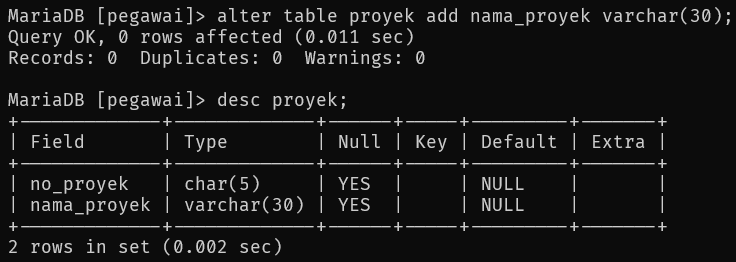 MariaDB [pegawai]> alter table proyek add nama_proyek varchar(30);
Query OK, 0 rows affected (0.011 sec)
Records: 0  Duplicates: 0  Warnings: 0

MariaDB [pegawai]> desc proyek;
+-------------+-------------+------+-----+---------+-------+
| Field       | Type        | Null | Key | Default | Extra |
+-------------+-------------+------+-----+---------+-------+
| no_proyek   | char(5)     | YES  |     | NULL    |       |
| nama_proyek | varchar(30) | YES  |     | NULL    |       |
+-------------+-------------+------+-----+---------+-------+
2 rows in set (0.002 sec)